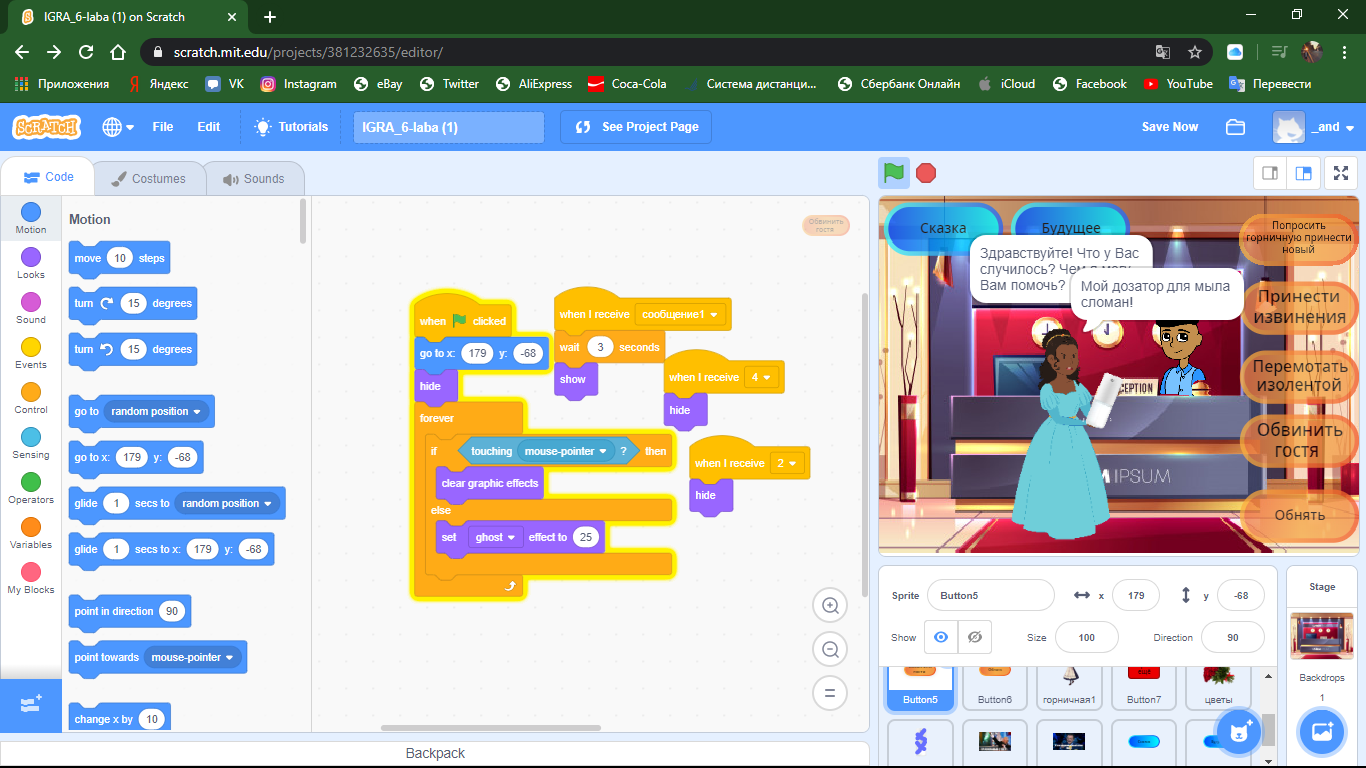 IGRA_6-laba (1) on Scratch
scratch.mit.edu/projects/381232635/editor/
Приложения
Яндекс
VK
Instagram
eBay
Twitter
AliExpress
Coca-Cola
Система дистанци...
Сбербанк Онлайн
iCloud
Facebook
YouTube
Перевести
SCRATCH
File
Edit
Tutorials
IGRA_6-laba (1)
See Project Page
Save Now
_and
Code
Costumes
Sounds
Motion
Looks
Sound
Events
Control
Sensing
Operators
Variables
My Blocks
Motion
move 10 steps
turn 15 degrees
turn 15 degrees
go to random position
go to x: 179 y: -68
glide 1 secs to random position
glide 1 secs to x: 179 y: -68
point in direction 90
point towards mouse-pointer
change x by 10
Обвинить
гостя
when clicked
go to x: 179 y: -68
hide
forever
if touching mouse-pointer ? then
clear graphic effects
else
set ghost effect to 25
when I receive сообщение1
wait 3 seconds
show
when I receive 4
hide
when I receive 2
hide
Backpack
Сказка
Будущее
Здравствуйте! Что у Вас
случилось? Чем я могу
Вам помочь?
Мой дозатор для мыла
сломан!
Попросить
горничную принести
новый
Принести
извинения
Перемотать
изолентой
Обвинить
гостя
Обнять
CEPTION
M IPSUM
Sprite
Button5
x
179
y
-68
Show
Size
100
Direction
90
Button5
Button6
горничная1
Button7
цветы
Stage
Backdrops
1